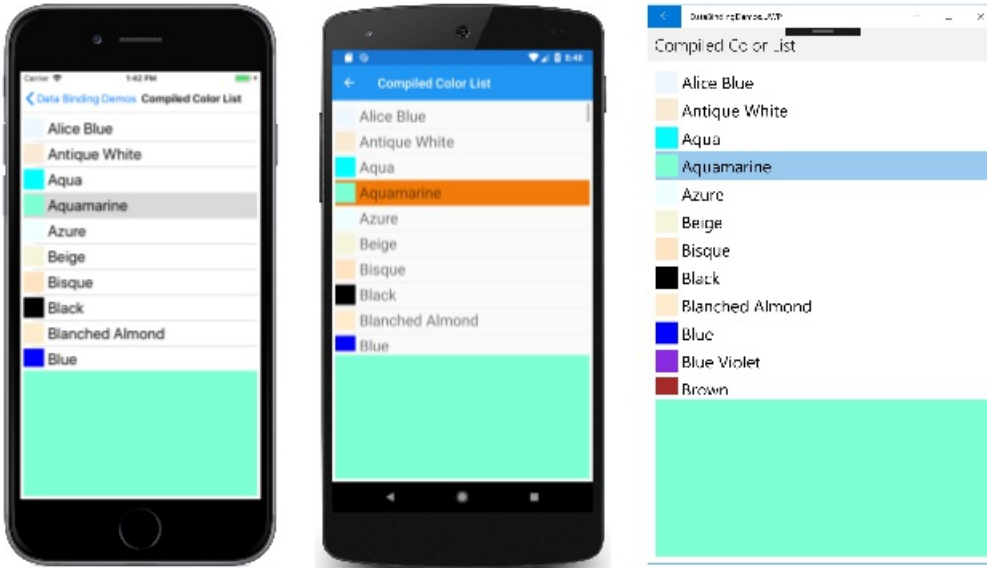 Carrier 1:42 PM
Data Binding Demos Compiled Color List
Alice Blue
Antique White
Aqua
Aquamarine
Azure
Beige
Bisque
Black
Blanched Almond
Blue
8:48
Compiled Color List
Alice Blue
Antique White
Aqua
Aquamarine
Azure
Beige
Bisque
Black
Blanched Almond
Blue
DataBindingDemos.UWP
Compiled Color List
Alice Blue
Antique White
Aqua
Aquamarine
Azure
Beige
Bisque
Black
Blanched Almond
Blue
Blue Violet
Brown